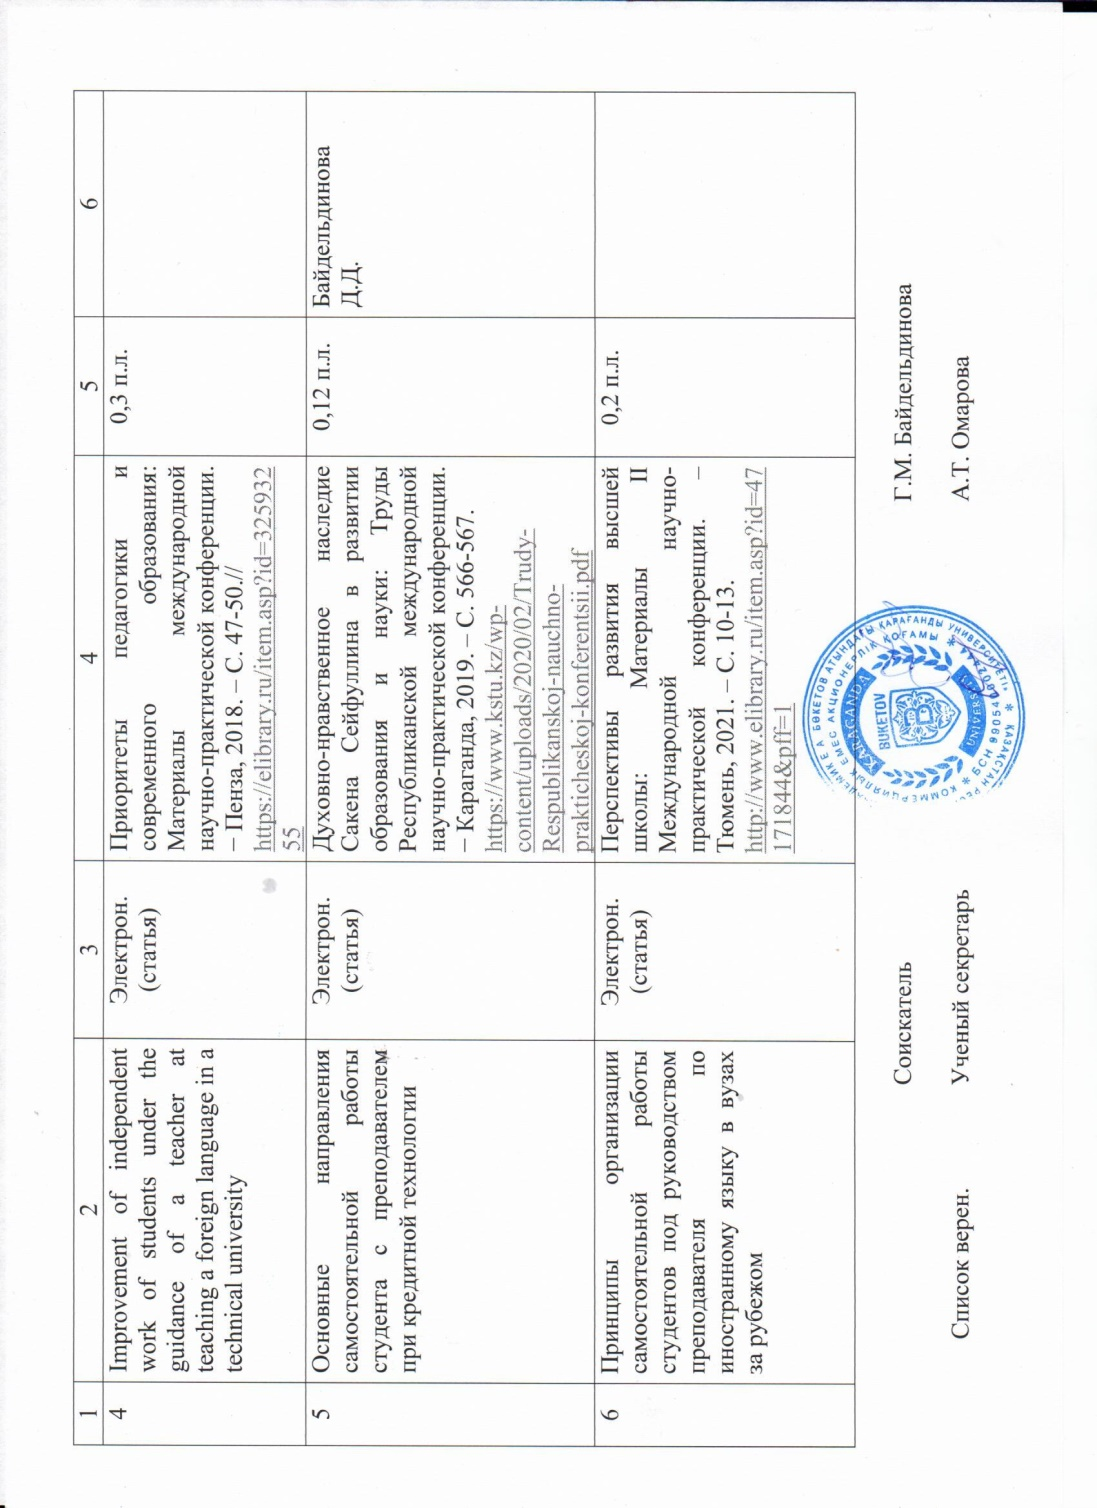 1 2 3 4 5 6
4
Improvement of independent
work of students under the
guidance of a teacher at
teaching a foreign language in a
technical university
Электрон.
(статья)
Приоритеты педагогики и
современного образования:
Материалы международной
научно-практической конференции.
– Пенза, 2018. – С. 47-50.//
https://elibrary.ru/item.asp?id=325932
55
0,3 п.л.
5
Основные направления
самостоятельной работы
студента с преподавателем
при кредитной технологии
Электрон.
(статья)
Духовно-нравственное наследие
Сакена Сейфуллина в развитии
образования и науки: Труды
Республиканской международной
научно-практической конференции.
– Караганда, 2019. – С. 566-567.
https://www.kstu.kz/wp-
content/uploads/2020/02/Trudy-
Respublikanskoj-nauchno-
prakticheskoj-konferentsii.pdf
0,12 п.л.
Байдельдинова
Д.Д.
6
Принципы организации
самостоятельной работы
студентов под руководством
преподавателя по
иностранному языку в вузах
за рубежом
Электрон.
(статья)
Перспективы развития высшей
школы: Материалы II
Международной научно-
практической конференции. –
Тюмень, 2021. – С. 10-13.
http://www.elibrary.ru/item.asp?id=47
171844&pff=1
0,2 п.л.
Соискатель Г.М. Байдельдинова
Список верен. Ученый секретарь А.Т. Омарова
KARAGANDA
BUKETOV